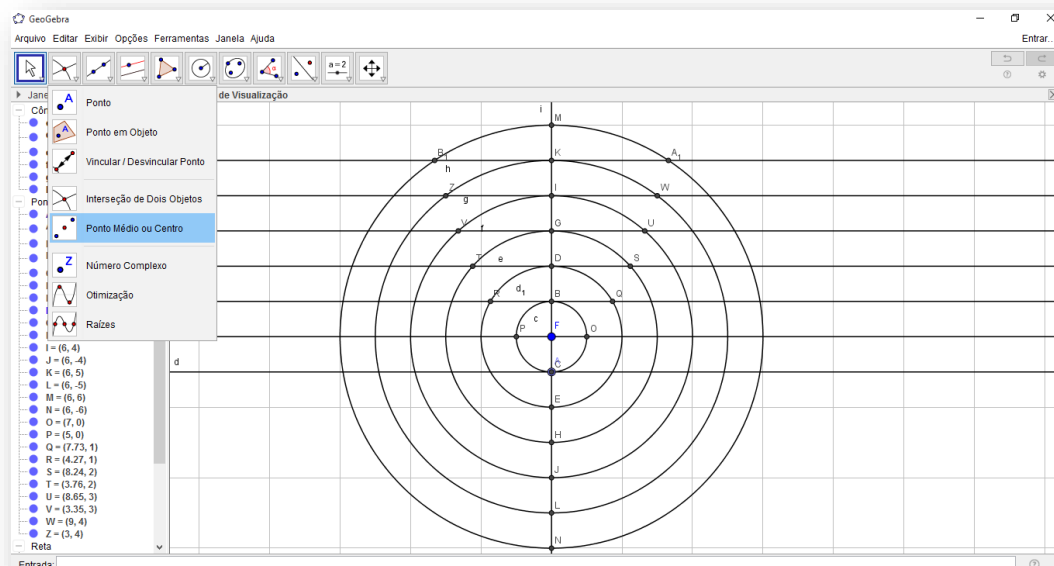 GeoGebra
Arquivo Editar Exibir Opções Ferramentas Janela Ajuda
Entrar...
a = 2
de Visualização
Ponto
Ponto em Objeto
Vincular / Desvincular Ponto
Interseção de Dois Objetos
Ponto Médio ou Centro
Número Complexo
Otimização
Raízes
I = (6, 4)
J = (6, -4)
K = (6, 5)
L = (6, -5)
M = (6, 6)
N = (6, -6)
O = (7, 0)
P = (5, 0)
Q = (7.73, 1)
R = (4.27, 1)
S = (8.24, 2)
T = (3.76, 2)
U = (8.65, 3)
V = (3.35, 3)
W = (9, 4)
Z = (3, 4)
Reta
Entrada:
i
M
B1 K A1
h
Z I W
g
V G U
f
T D S
e
R B Q
d1
c
P F O
d
C
E
H
J
L
N